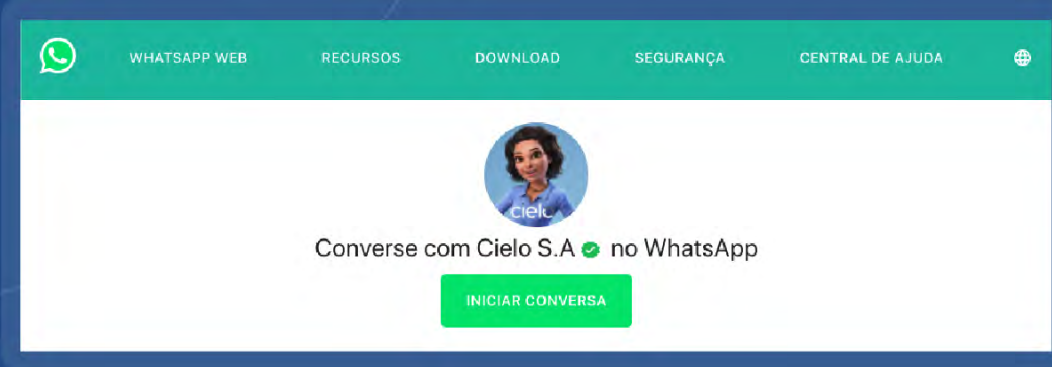 WHATSAPP WEB RECURSOS DOWNLOAD SEGURANÇA CENTRAL DE AJUDA
cielo
Converse com Cielo S.A no WhatsApp
INICIAR CONVERSA